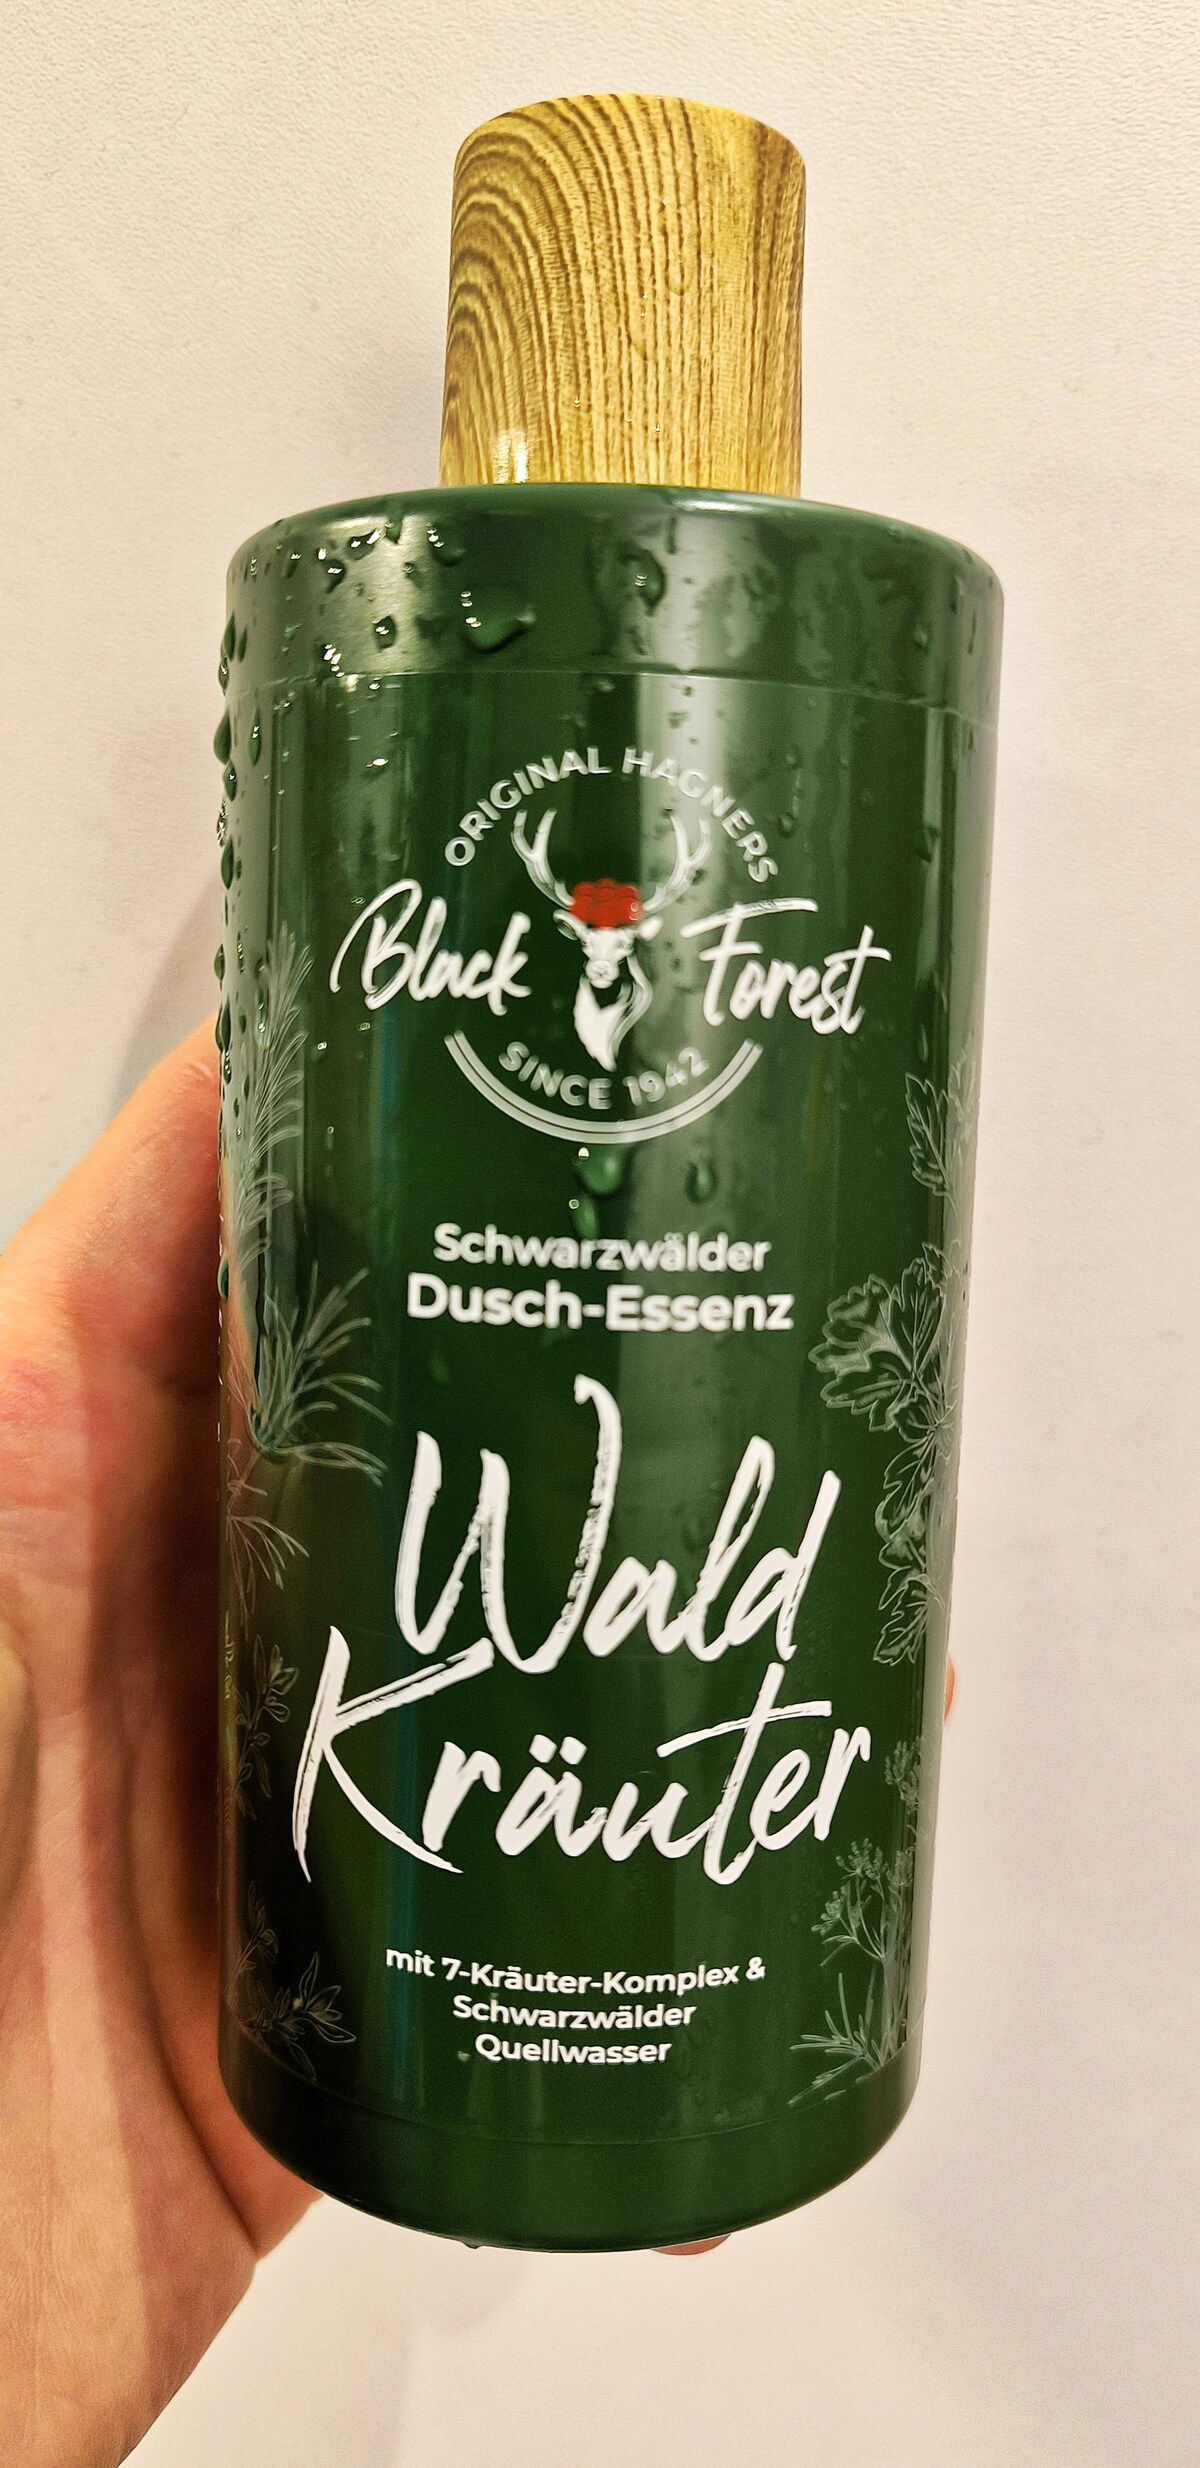 ORIGINAL HAGNERS
Black Forest
SINCE 1942
Schwarzwälder
Dusch-Essenz
Wald
Kräuter
mit 7-Kräuter-Komplex &
Schwarzwälder
Quellwasser